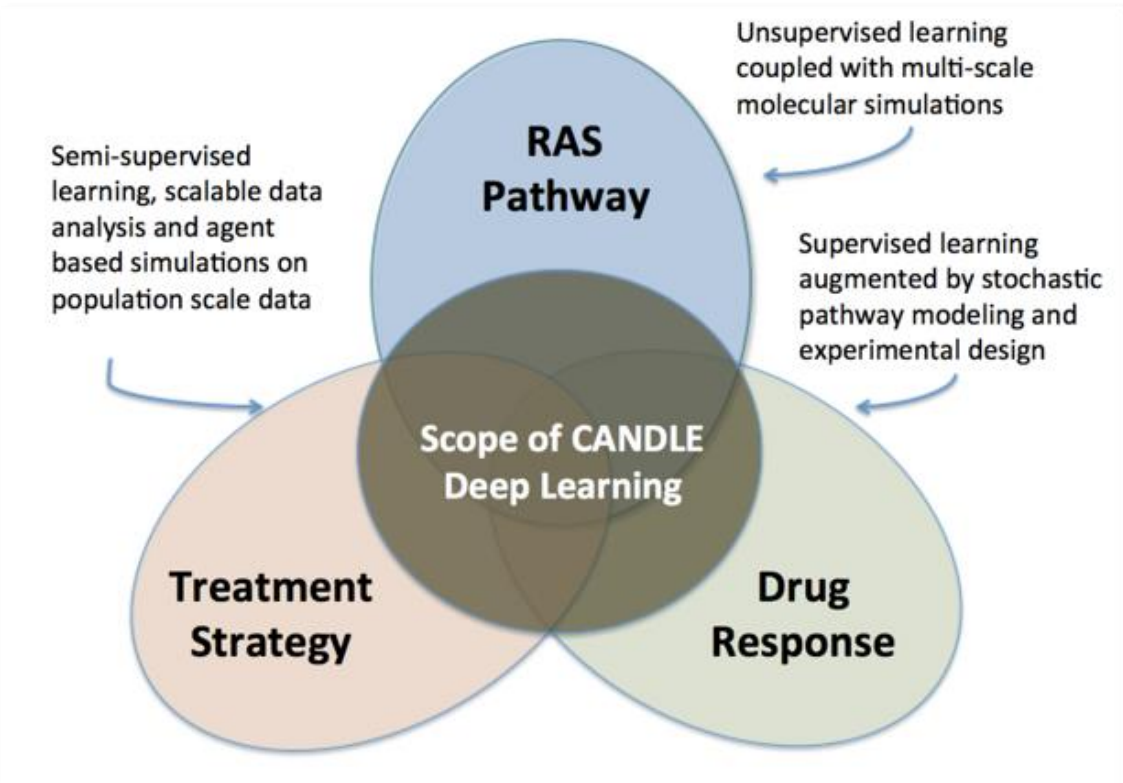 Unsupervised learning
coupled with multi-scale
molecular simulations
RAS
Pathway
Semi-supervised
learning, scalable data
analysis and agent
based simulations on
population scale data
Supervised learning
augmented by stochastic
pathway modeling and
experimental design
Scope of CANDLE
Deep Learning
Treatment
Strategy
Drug
Response